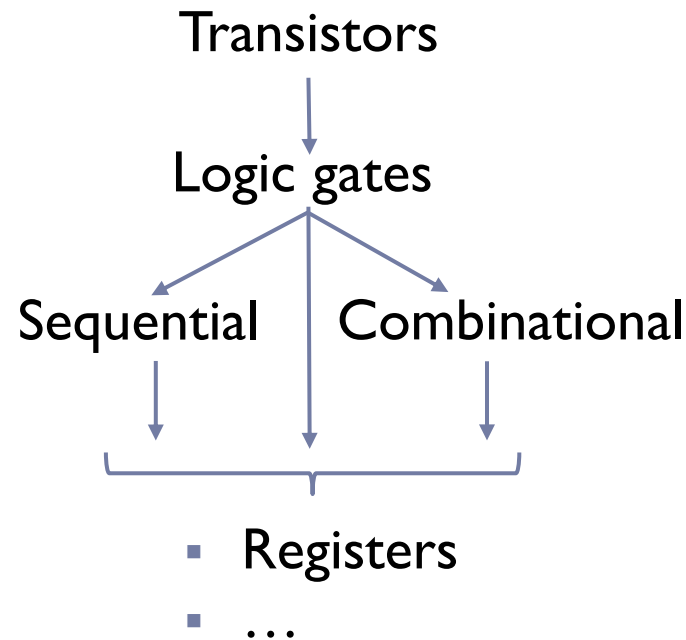 Transistors
Logic gates
Sequential Combinational
▪ Registers
▪ …